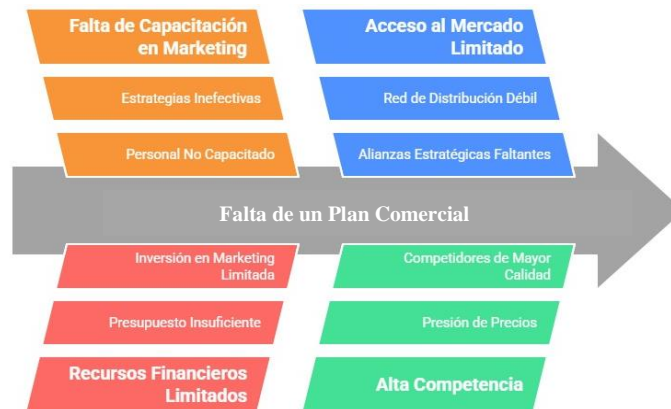 Falta de Capacitación
en Marketing
Estrategias Inefectivas
Personal No Capacitado
Acceso al Mercado
Limitado
Red de Distribución Débil
Alianzas Estratégicas Faltantes
Falta de un Plan Comercial
Inversión en Marketing
Limitada
Presupuesto Insuficiente
Recursos Financieros
Limitados
Competidores de Mayor
Calidad
Presión de Precios
Alta Competencia